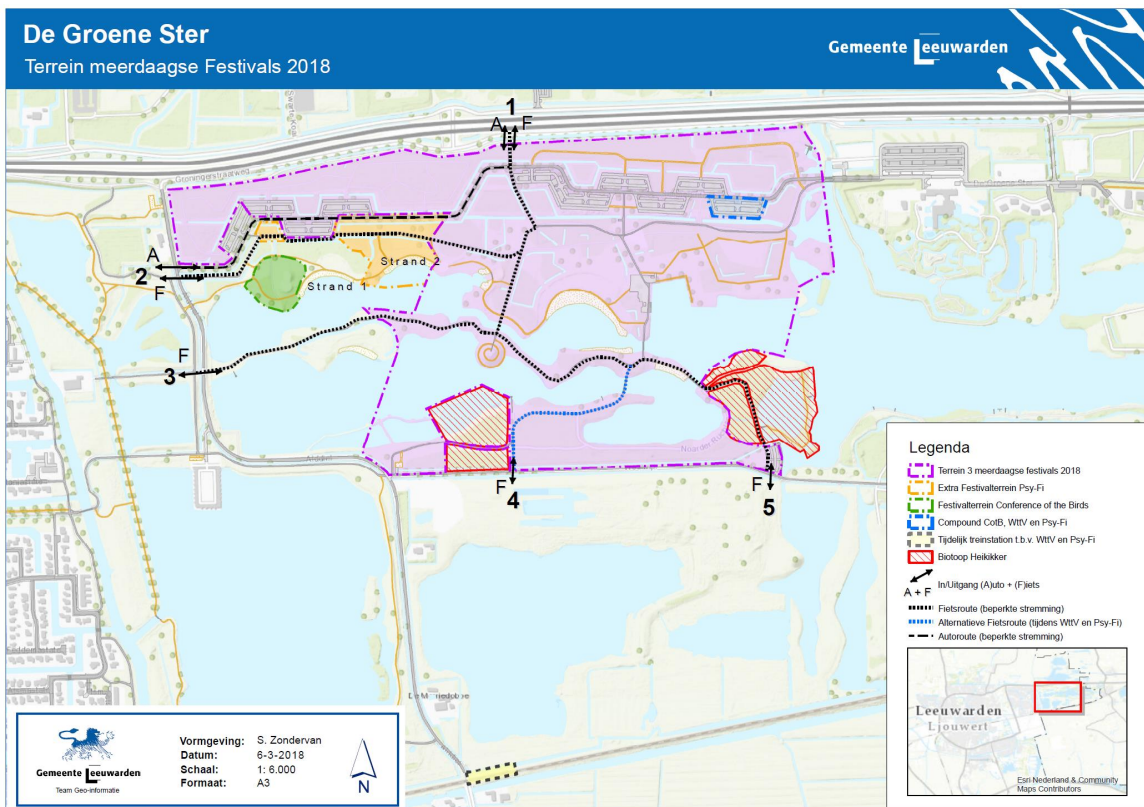 De Groene Ster
Terrein meerdaagse Festivals 2018
Gemeente Leeuwarden
1
A F
Groningerstraatweg
A
2
F
Strand 2
Strand 1
F
3
F
4
F
5
Legenda
Terrein 3 meerdaagse festivals 2018
Extra Festivalterrein Psy-Fi
Festivalterrein Conference of the Birds
Compound CotB, WttV en Psy-Fi
Tijdelijk treinstation t.b.v. WttV en Psy-Fi
Biotoop Heikikker
In/Uitgang (A)uto + (F)iets
A + F
Fietsroute (beperkte stremming)
Alternatieve Fietsroute (tijdens WttV en Psy-Fi)
Autoroute (beperkte stremming)
Leeuwarden
Ljouwert
Esri Nederland & Community
Maps Contributors
Gemeente Leeuwarden
Team Geo-informatie
Vormgeving: S. Zondervan
Datum: 6-3-2018
Schaal: 1: 6.000
Formaat: A3
N